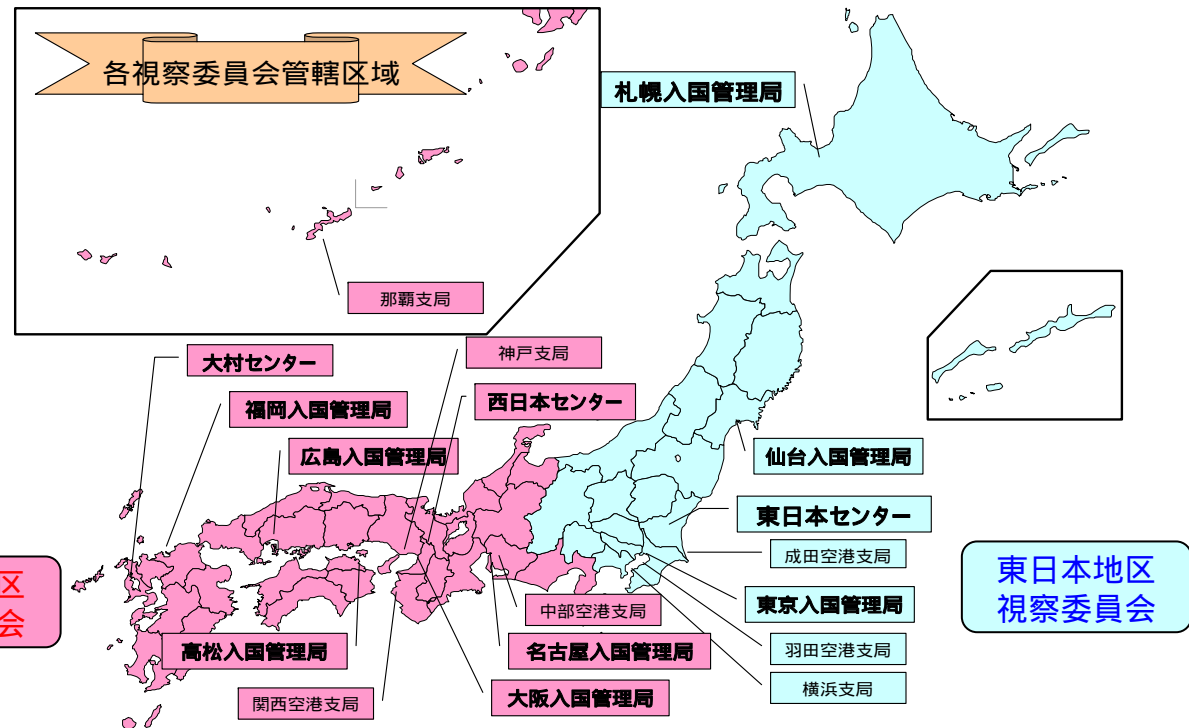 各視察委員会管轄区域
札幌入国管理局
那覇支局
神戸支局
大村センター
西日本センター
福岡入国管理局
広島入国管理局
仙台入国管理局
東日本センター
成田空港支局
区
会
東日本地区
視察委員会
中部空港支局
東京入国管理局
高松入国管理局
名古屋入国管理局
羽田空港支局
関西空港支局
大阪入国管理局
横浜支局